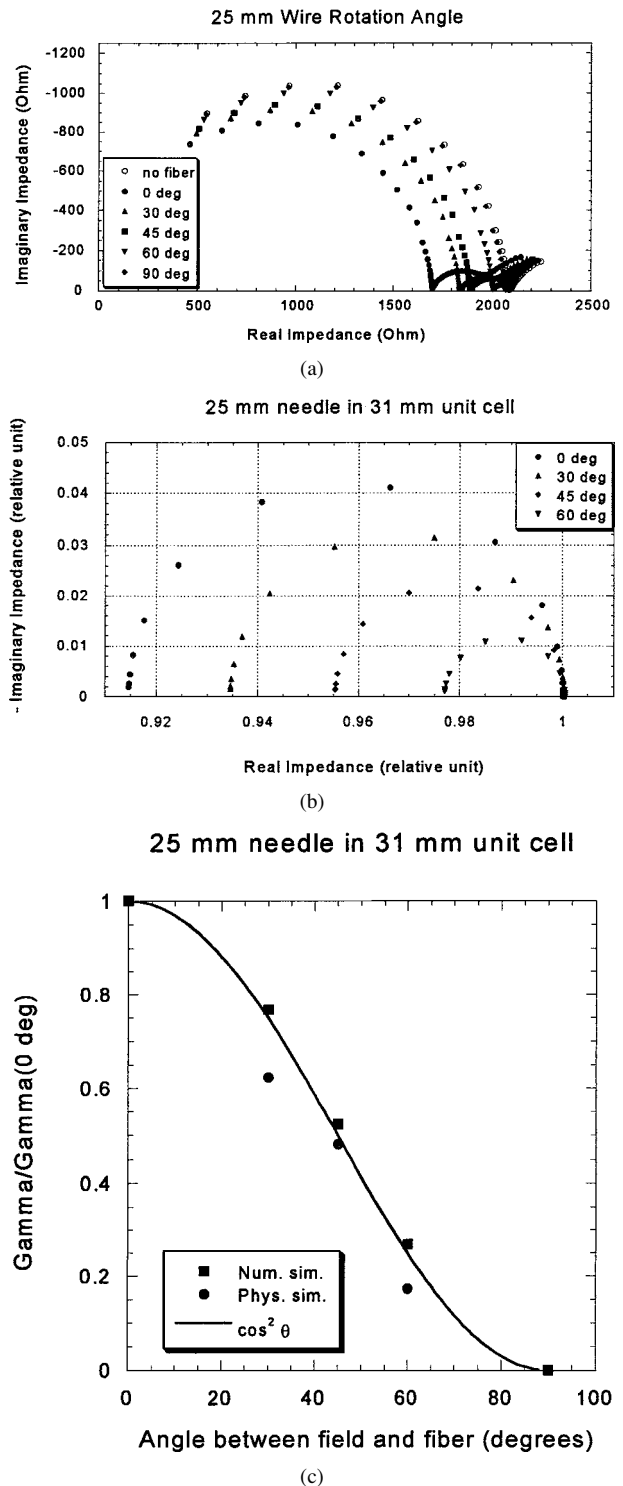 25 mm Wire Rotation Angle
-1200
-1000
-800
-600
-400
-200
0
Imaginary Impedance (Ohm)
no fiber
0 deg
30 deg
45 deg
60 deg
90 deg
0 500 1000 1500 2000 2500
Real Impedance (Ohm)
(a)
25 mm needle in 31 mm unit cell
0.05
0.04
0.03
0.02
0.01
0
- Imaginary Impedance (relative unit)
0 deg
30 deg
45 deg
60 deg
0.92 0.94 0.96 0.98 1
Real Impedance (relative unit)
(b)
25 mm needle in 31 mm unit cell
1
0.8
0.6
0.4
0.2
0
Gamma/Gamma(0 deg)
Num. sim.
Phys. sim.
cos² θ
0 20 40 60 80 100
Angle between field and fiber (degrees)
(c)